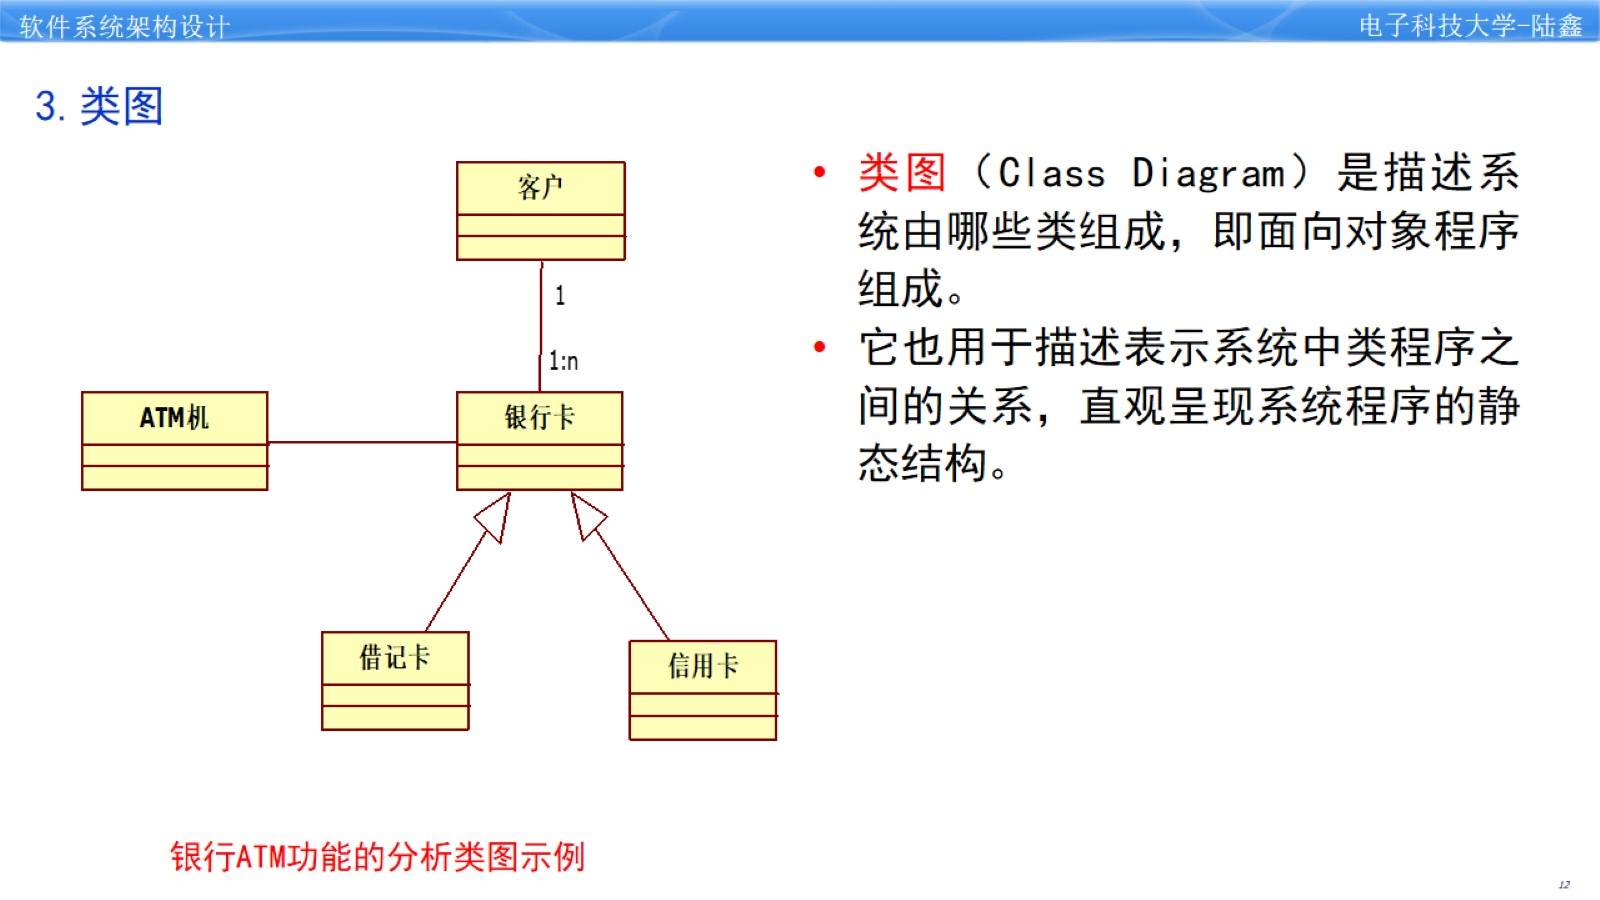 软件系统架构设计
电子科技大学-陆鑫
3. 类图
客户
1
1:n
ATM机
银行卡
借记卡
信用卡
银行ATM功能的分析类图示例
• 类图（Class Diagram）是描述系
统由哪些类组成，即面向对象程序
组成。
• 它也用于描述表示系统中类程序之
间的关系，直观呈现系统程序的静
态结构。
12